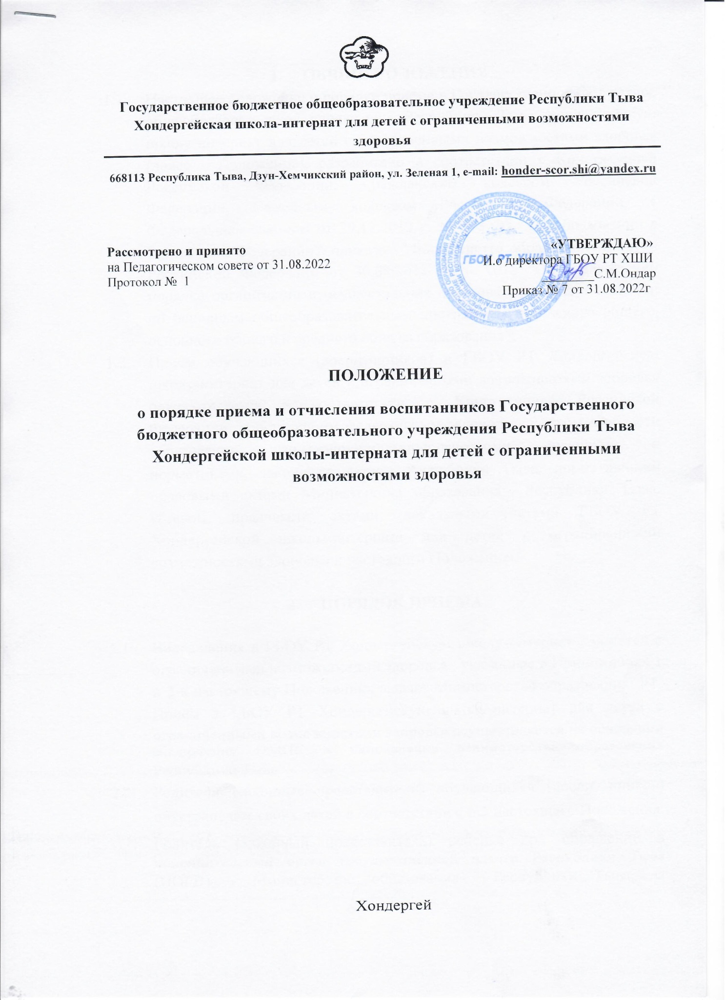 Государственное бюджетное общеобразовательное учреждение Республики Тыва
Хондергейская школа-интернат для детей с ограниченными возможностями
здоровья
668113 Республика Тыва, Дзун-Хемчикский район, ул. Зеленая 1, e-mail: honder-scor.shi@yandex.ru
Рассмотрено и принято
на Педагогическом совете от 31.08.2022
Протокол № 1
«УТВЕРЖДАЮ»
И.о директора ГБОУ РТ ХШИ
_________С.М.Ондар
Приказ № 7 от 31.08.2022г
ГБОУ РТ ХШИ
ПОЛОЖЕНИЕ
о порядке приема и отчисления воспитанников Государственного
бюджетного общеобразовательного учреждения Республики Тыва
Хондергейской школы-интерната для детей с ограниченными
возможностями здоровья
Хондергей